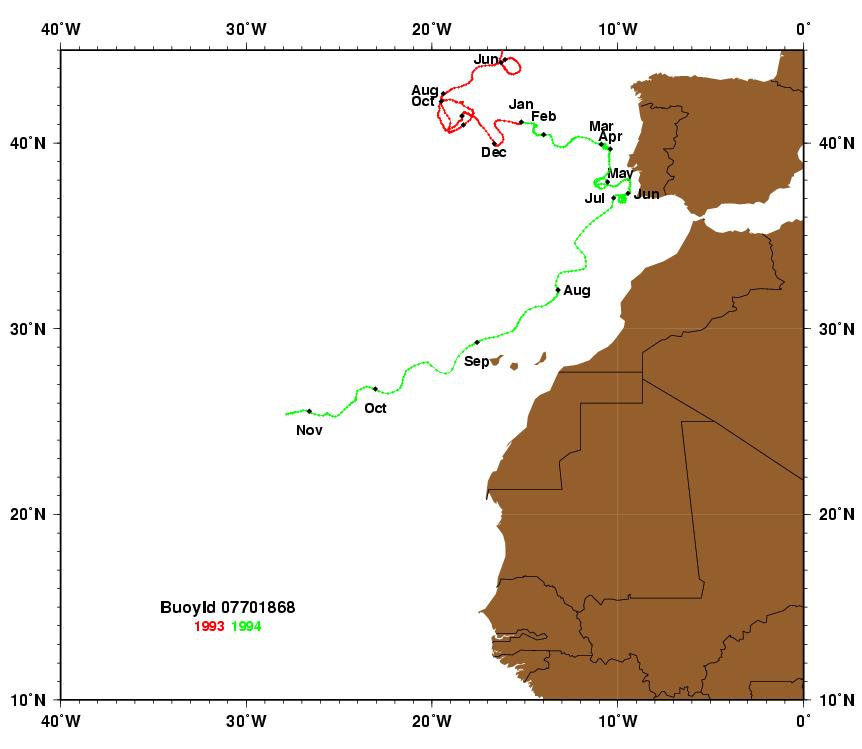 40°W 30°W 20°W 10°W 0°
Jun
Aug
Oct
Jan
Feb
Mar
Apr
40°N 40°N
Dec
May
Jul Jun
Aug
30°N 30°N
Sep
Oct
Nov
20°N 20°N
BuoyId 07701868
1993 1994
10°N 10°N
40°W 30°W 20°W 10°W 0°